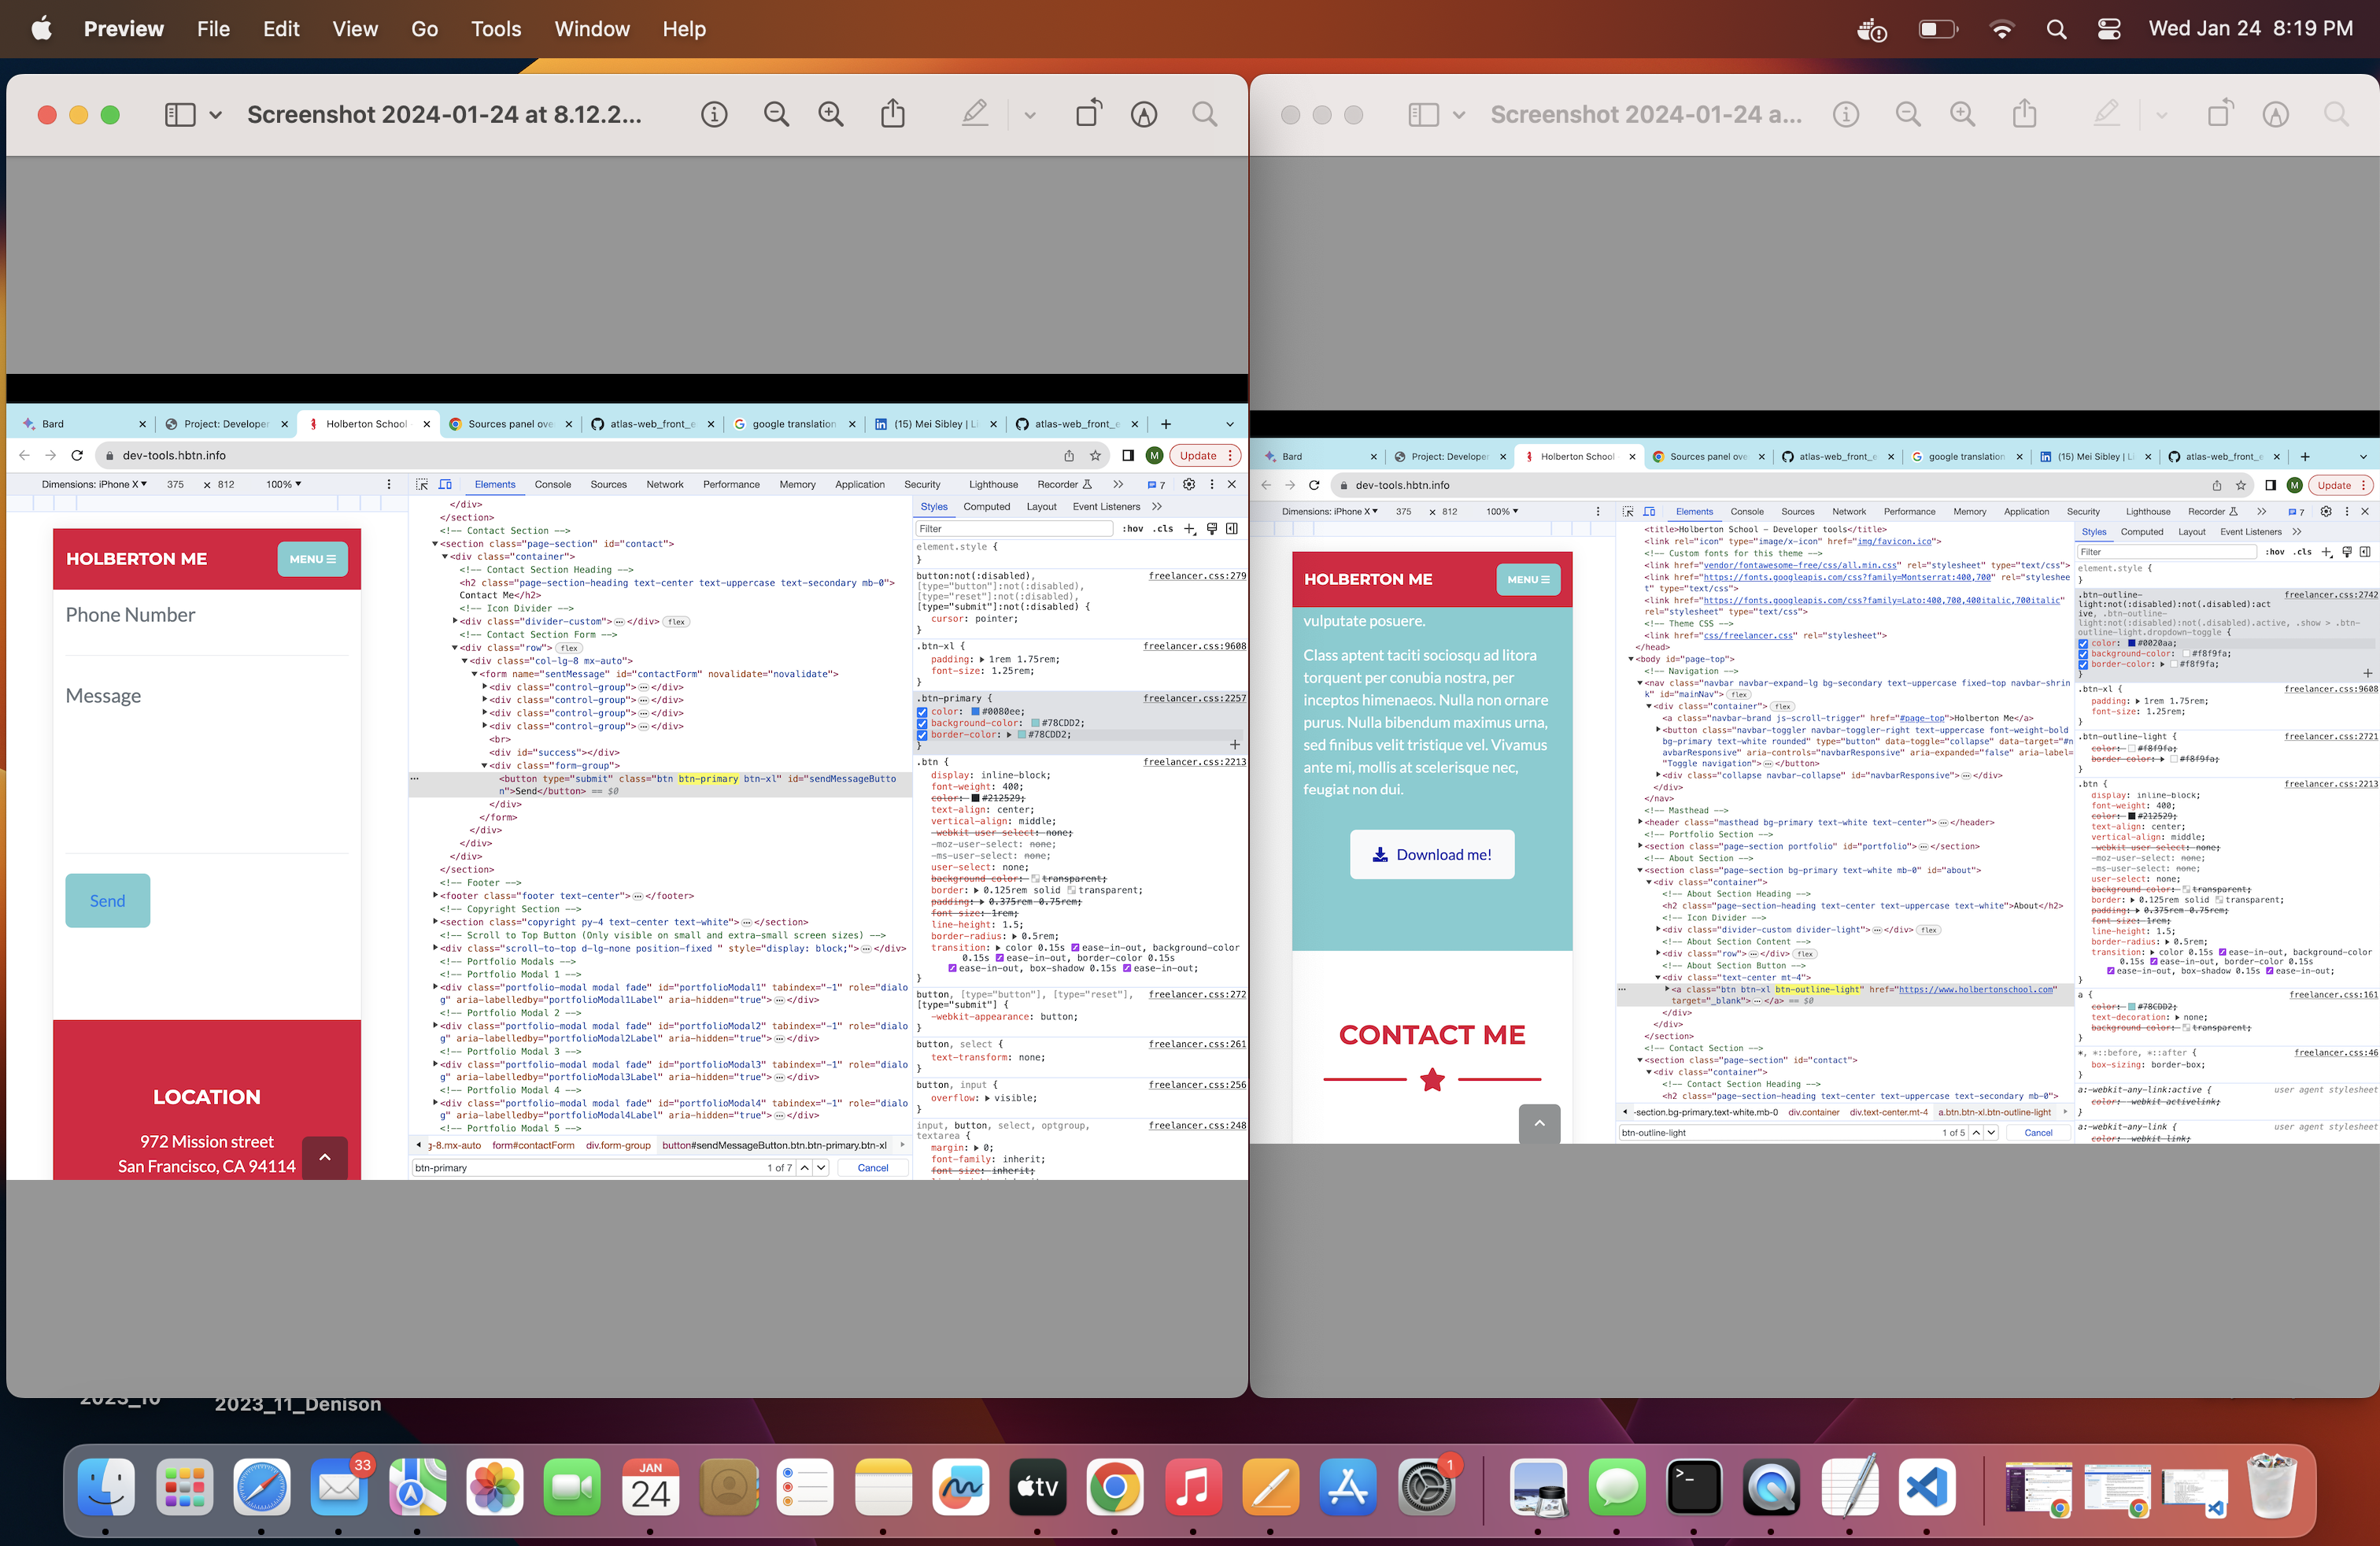 Preview File Edit View Go Tools Window Help
Wed Jan 24 8:19 PM
Screenshot 2024-01-24 at 8.12.2...
Bard
Project: Developer
Holberton School
Sources panel ove
atlas-web_front_e
google translation
(15) Mei Sibley | Li
atlas-web_front_e
dev-tools.hbtn.info
M
Update
Dimensions: iPhone X 375 × 812 100%
Elements Console Sources Network Performance Memory Application Security Lighthouse Recorder 7
HOLBERTON ME
MENU
Phone Number
Message
Send
LOCATION
972 Mission street
San Francisco, CA 94114
</div>
</section>
<!-- Contact Section -->
<section class="page-section" id="contact">
<div class="container">
<!-- Contact Section Heading -->
<h2 class="page-section-heading text-center text-uppercase text-secondary mb-0">
Contact Me</h2>
<!-- Icon Divider -->
<div class="divider-custom">…</div> flex
<!-- Contact Section Form -->
<div class="row"> flex
<div class="col-lg-8 mx-auto">
<form name="sentMessage" id="contactForm" novalidate="novalidate">
<div class="control-group">…</div>
<div class="control-group">…</div>
<div class="control-group">…</div>
<div class="control-group">…</div>
<br>
<div id="success"></div>
<div class="form-group">
<button type="submit" class="btn btn-primary btn-xl" id="sendMessageButto
n">Send</button> == $0
</div>
</form>
</div>
</div>
</div>
</section>
<!-- Footer -->
<footer class="footer text-center">…</footer>
<!-- Copyright Section -->
<section class="copyright py-4 text-center text-white">…</section>
<!-- Scroll to Top Button (Only visible on small and extra-small screen sizes) -->
<div class="scroll-to-top d-lg-none position-fixed " style="display: block;">…</div>
<!-- Portfolio Modals -->
<!-- Portfolio Modal 1 -->
<div class="portfolio-modal modal fade" id="portfolioModal1" tabindex="-1" role="dialo
g" aria-labelledby="portfolioModal1Label" aria-hidden="true">…</div>
<!-- Portfolio Modal 2 -->
<div class="portfolio-modal modal fade" id="portfolioModal2" tabindex="-1" role="dialo
g" aria-labelledby="portfolioModal2Label" aria-hidden="true">…</div>
<!-- Portfolio Modal 3 -->
<div class="portfolio-modal modal fade" id="portfolioModal3" tabindex="-1" role="dialo
g" aria-labelledby="portfolioModal3Label" aria-hidden="true">…</div>
<!-- Portfolio Modal 4 -->
<div class="portfolio-modal modal fade" id="portfolioModal4" tabindex="-1" role="dialo
g" aria-labelledby="portfolioModal4Label" aria-hidden="true">…</div>
<!-- Portfolio Modal 5 -->
g-8.mx-auto form#contactForm div.form-group button#sendMessageButton.btn.btn-primary.btn-xl
btn-primary 1 of 7 Cancel
Styles Computed Layout Event Listeners
Filter :hov .cls
element.style {
}
button:not(:disabled), freelancer.css:279
[type="button"]:not(:disabled),
[type="reset"]:not(:disabled),
[type="submit"]:not(:disabled) {
cursor: pointer;
}
.btn-xl { freelancer.css:9608
padding: 1rem 1.75rem;
font-size: 1.25rem;
}
.btn-primary { freelancer.css:2257
color: #0080ee;
background-color: #78CDD2;
border-color: #78CDD2;
}
.btn { freelancer.css:2213
display: inline-block;
font-weight: 400;
color: #212529;
text-align: center;
vertical-align: middle;
-webkit-user-select: none;
-moz-user-select: none;
-ms-user-select: none;
user-select: none;
background-color: transparent;
border: 0.125rem solid transparent;
padding: 0.375rem 0.75rem;
font-size: 1rem;
line-height: 1.5;
border-radius: 0.5rem;
transition: color 0.15s ease-in-out, background-color
0.15s ease-in-out, border-color 0.15s
ease-in-out, box-shadow 0.15s ease-in-out;
}
button, [type="button"], [type="reset"], freelancer.css:272
[type="submit"] {
-webkit-appearance: button;
}
button, select { freelancer.css:261
text-transform: none;
}
button, input { freelancer.css:256
overflow: visible;
}
input, button, select, optgroup, freelancer.css:248
textarea {
margin: 0;
font-family: inherit;
font-size: inherit;
Screenshot 2024-01-24 a...
Bard
Project: Developer
Holberton School
Sources panel ove
atlas-web_front_e
google translation
(15) Mei Sibley | Li
atlas-web_front_e
dev-tools.hbtn.info
M
Update
Dimensions: iPhone X 375 × 812 100%
Elements Console Sources Network Performance Memory Application Security Lighthouse Recorder 7
HOLBERTON ME
MENU
vulputate posuere.
Class aptent taciti sociosqu ad litora
torquent per conubia nostra, per
inceptos himenaeos. Nulla non ornare
purus. Nulla bibendum maximus urna,
sed finibus velit tristique vel. Vivamus
ante mi, mollis at scelerisque nec,
feugiat non dui.
Download me!
CONTACT ME
<title>Holberton School - Developer tools</title>
<link rel="icon" type="image/x-icon" href="img/favicon.ico">
<!-- Custom fonts for this theme -->
<link href="vendor/fontawesome-free/css/all.min.css" rel="stylesheet" type="text/css">
<link href="https://fonts.googleapis.com/css?family=Montserrat:400,700" rel="styleshee
t" type="text/css">
<link href="https://fonts.googleapis.com/css?family=Lato:400,700,400italic,700italic"
rel="stylesheet" type="text/css">
<!-- Theme CSS -->
<link href="css/freelancer.css" rel="stylesheet">
</head>
<body id="page-top">
<!-- Navigation -->
<nav class="navbar navbar-expand-lg bg-secondary text-uppercase fixed-top navbar-shrin
k" id="mainNav"> flex
<div class="container"> flex
<a class="navbar-brand js-scroll-trigger" href="#page-top">Holberton Me</a>
<button class="navbar-toggler navbar-toggler-right text-uppercase font-weight-bold
bg-primary text-white rounded" type="button" data-toggle="collapse" data-target="#n
avbarResponsive" aria-controls="navbarResponsive" aria-expanded="false" aria-label=
"Toggle navigation">…</button>
<div class="collapse navbar-collapse" id="navbarResponsive">…</div>
</div>
</nav>
<!-- Masthead -->
<header class="masthead bg-primary text-white text-center">…</header>
<!-- Portfolio Section -->
<section class="page-section portfolio" id="portfolio">…</section>
<!-- About Section -->
<section class="page-section bg-primary text-white mb-0" id="about">
<div class="container">
<!-- About Section Heading -->
<h2 class="page-section-heading text-center text-uppercase text-white">About</h2>
<!-- Icon Divider -->
<div class="divider-custom divider-light">…</div> flex
<!-- About Section Content -->
<div class="row">…</div> flex
<!-- About Section Button -->
<div class="text-center mt-4">
<a class="btn btn-xl btn-outline-light" href="https://www.holbertonschool.com"
target="_blank">…</a> == $0
</div>
</div>
</section>
<!-- Contact Section -->
<section class="page-section" id="contact">
<div class="container">
<!-- Contact Section Heading -->
<h2 class="page-section-heading text-center text-uppercase text-secondary mb-0">
-section.bg-primary.text-white.mb-0 div.container div.text-center.mt-4 a.btn.btn-xl.btn-outline-light
btn-outline-light 1 of 5 Cancel
Styles Computed Layout Event Listeners
Filter :hov .cls
element.style {
}
.btn-outline- freelancer.css:2742
light:not(:disabled):not(.disabled):act
ive, .btn-outline-
light:not(:disabled):not(.disabled).active, .show > .btn-
outline-light.dropdown-toggle {
color: #0020aa;
background-color: #f8f9fa;
border-color: #f8f9fa;
}
.btn-xl { freelancer.css:9608
padding: 1rem 1.75rem;
font-size: 1.25rem;
}
.btn-outline-light { freelancer.css:2721
color: #f8f9fa;
border-color: #f8f9fa;
}
.btn { freelancer.css:2213
display: inline-block;
font-weight: 400;
color: #212529;
text-align: center;
vertical-align: middle;
-webkit-user-select: none;
-moz-user-select: none;
-ms-user-select: none;
user-select: none;
background-color: transparent;
border: 0.125rem solid transparent;
padding: 0.375rem 0.75rem;
font-size: 1rem;
line-height: 1.5;
border-radius: 0.5rem;
transition: color 0.15s ease-in-out, background-color
0.15s ease-in-out, border-color 0.15s
ease-in-out, box-shadow 0.15s ease-in-out;
}
a { freelancer.css:161
color: #78CDD2;
text-decoration: none;
background-color: transparent;
}
*, *::before, *::after { freelancer.css:46
box-sizing: border-box;
}
a:-webkit-any-link:active { user agent stylesheet
color: -webkit-activelink;
}
a:-webkit-any-link { user agent stylesheet
color: -webkit-link;
2023_10
2023_11_Denison
33
JAN
24
tv
1